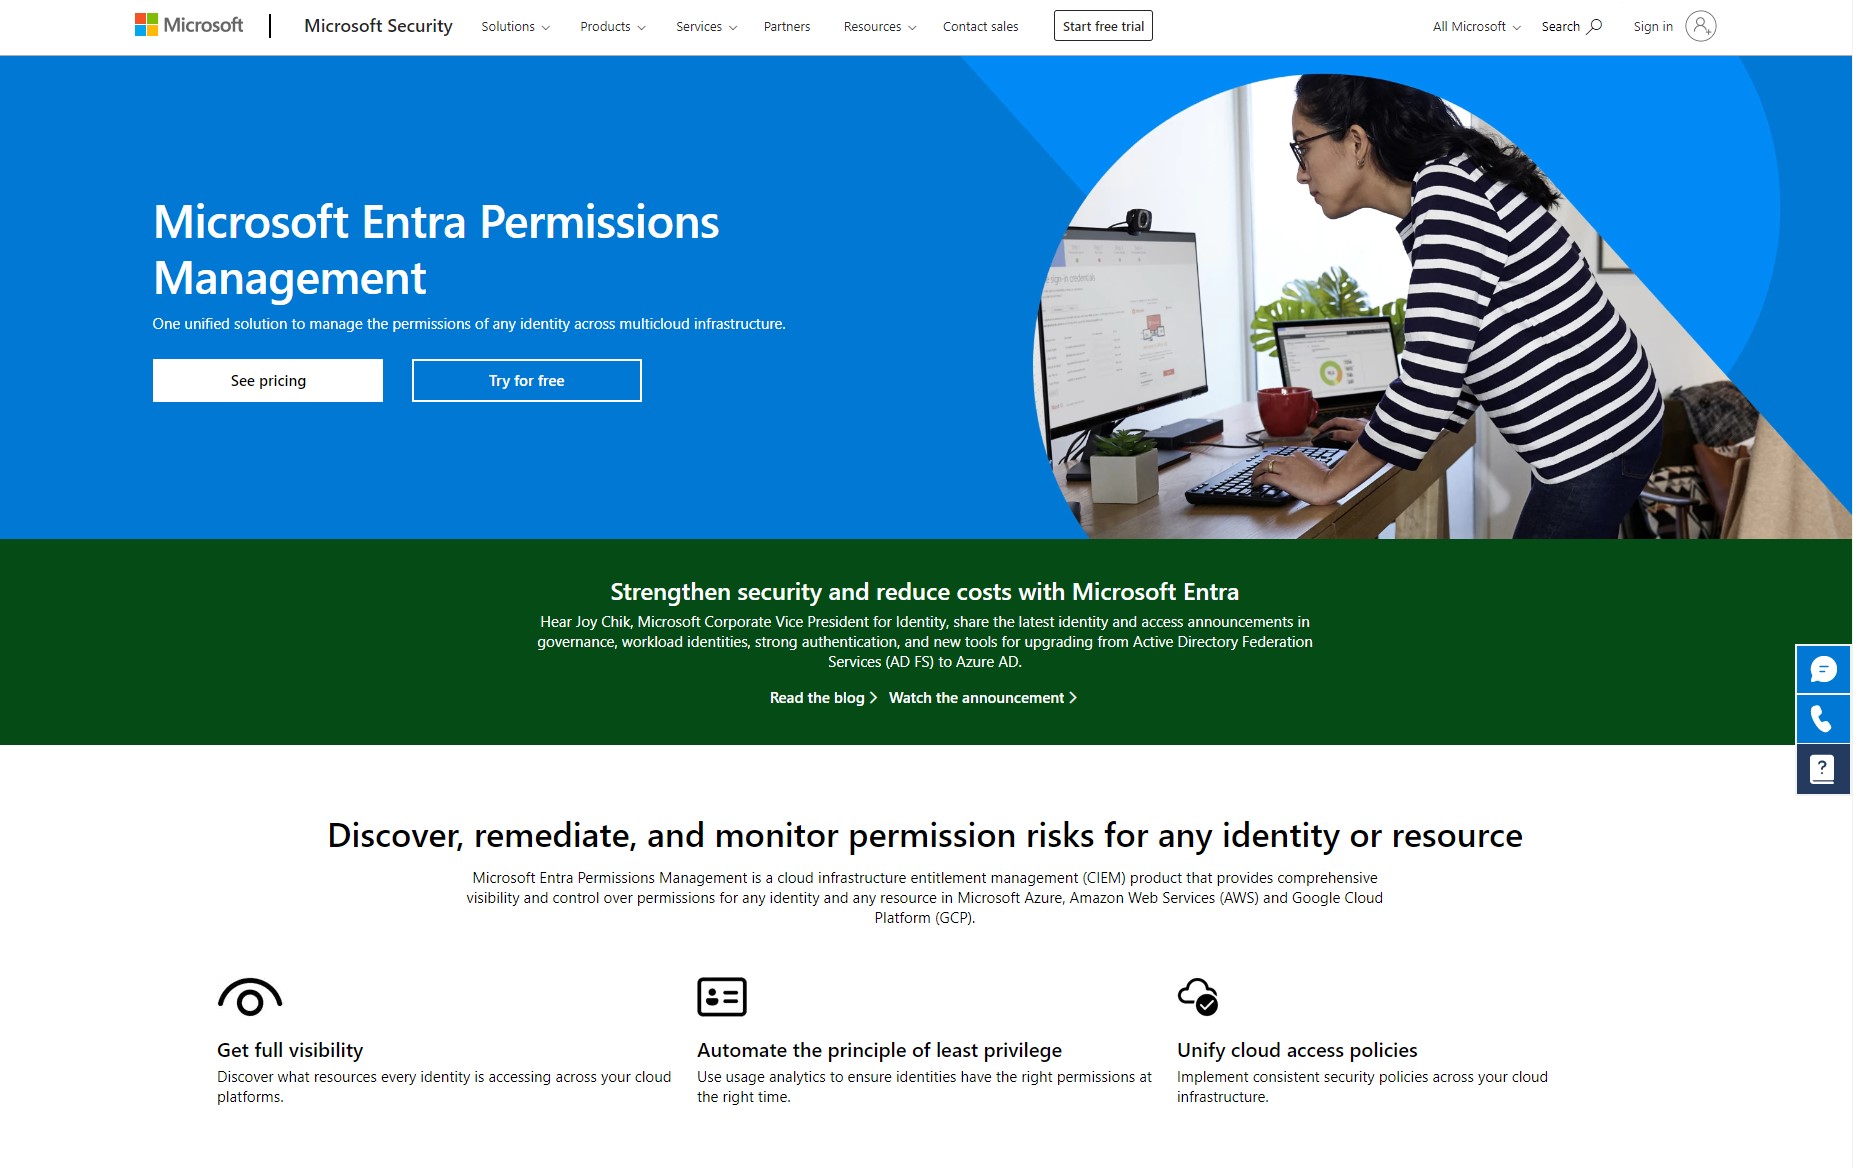 Microsoft
Microsoft Security
Solutions
Products
Services
Partners
Resources
Contact sales
Start free trial
All Microsoft
Search
Sign in
Microsoft Entra Permissions
Management
One unified solution to manage the permissions of any identity across multicloud infrastructure.
See pricing
Try for free
Strengthen security and reduce costs with Microsoft Entra
Hear Joy Chik, Microsoft Corporate Vice President for Identity, share the latest identity and access announcements in
governance, workload identities, strong authentication, and new tools for upgrading from Active Directory Federation
Services (AD FS) to Azure AD.
Read the blog
Watch the announcement
Discover, remediate, and monitor permission risks for any identity or resource
Microsoft Entra Permissions Management is a cloud infrastructure entitlement management (CIEM) product that provides comprehensive
visibility and control over permissions for any identity and any resource in Microsoft Azure, Amazon Web Services (AWS) and Google Cloud
Platform (GCP).
Get full visibility
Discover what resources every identity is accessing across your cloud
platforms.
Automate the principle of least privilege
Use usage analytics to ensure identities have the right permissions at
the right time.
Unify cloud access policies
Implement consistent security policies across your cloud
infrastructure.